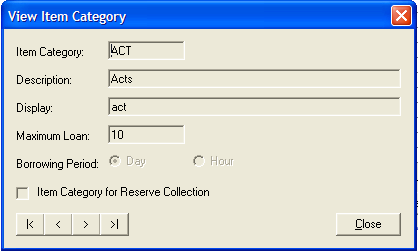 View Item Category
Item Category: ACT
Description: Acts
Display: act
Maximum Loan: 10
Borrowing Period: Day Hour
Item Category for Reserve Collection
|< < > >| Close